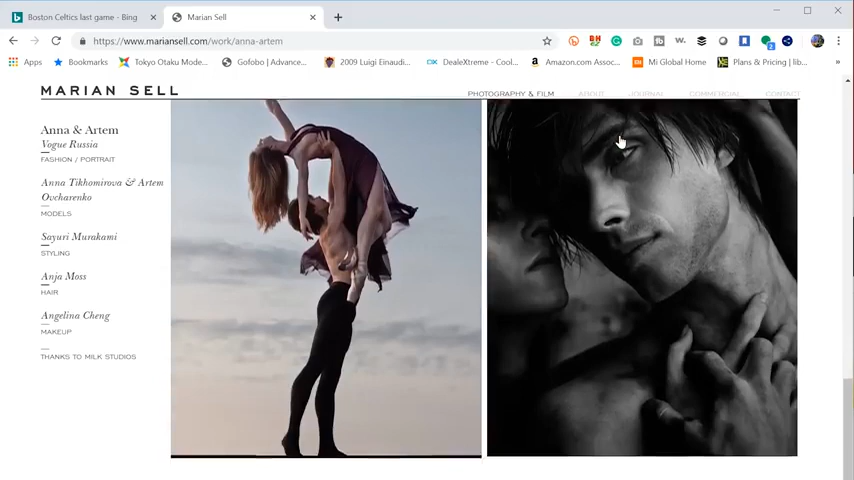 Boston Celtics last game - Bing
Marian Sell
https://www.mariansell.com/work/anna-artem
Apps
Bookmarks
Tokyo Otaku Mode...
Gofobo | Advance...
2009 Luigi Einaudi...
DealeXtreme - Cool...
Amazon.com Assoc...
Mi Global Home
Plans & Pricing | lib...
MARIAN SELL
PHOTOGRAPHY & FILM
ABOUT
JOURNAL
COMMERCIAL
CONTACT
Anna & Artem
Vogue Russia
FASHION / PORTRAIT
Anna Tikhomirova & Artem
Ovcharenko
MODELS
Sayuri Murakami
STYLING
Anja Moss
HAIR
Angelina Cheng
MAKEUP
THANKS TO MILK STUDIOS